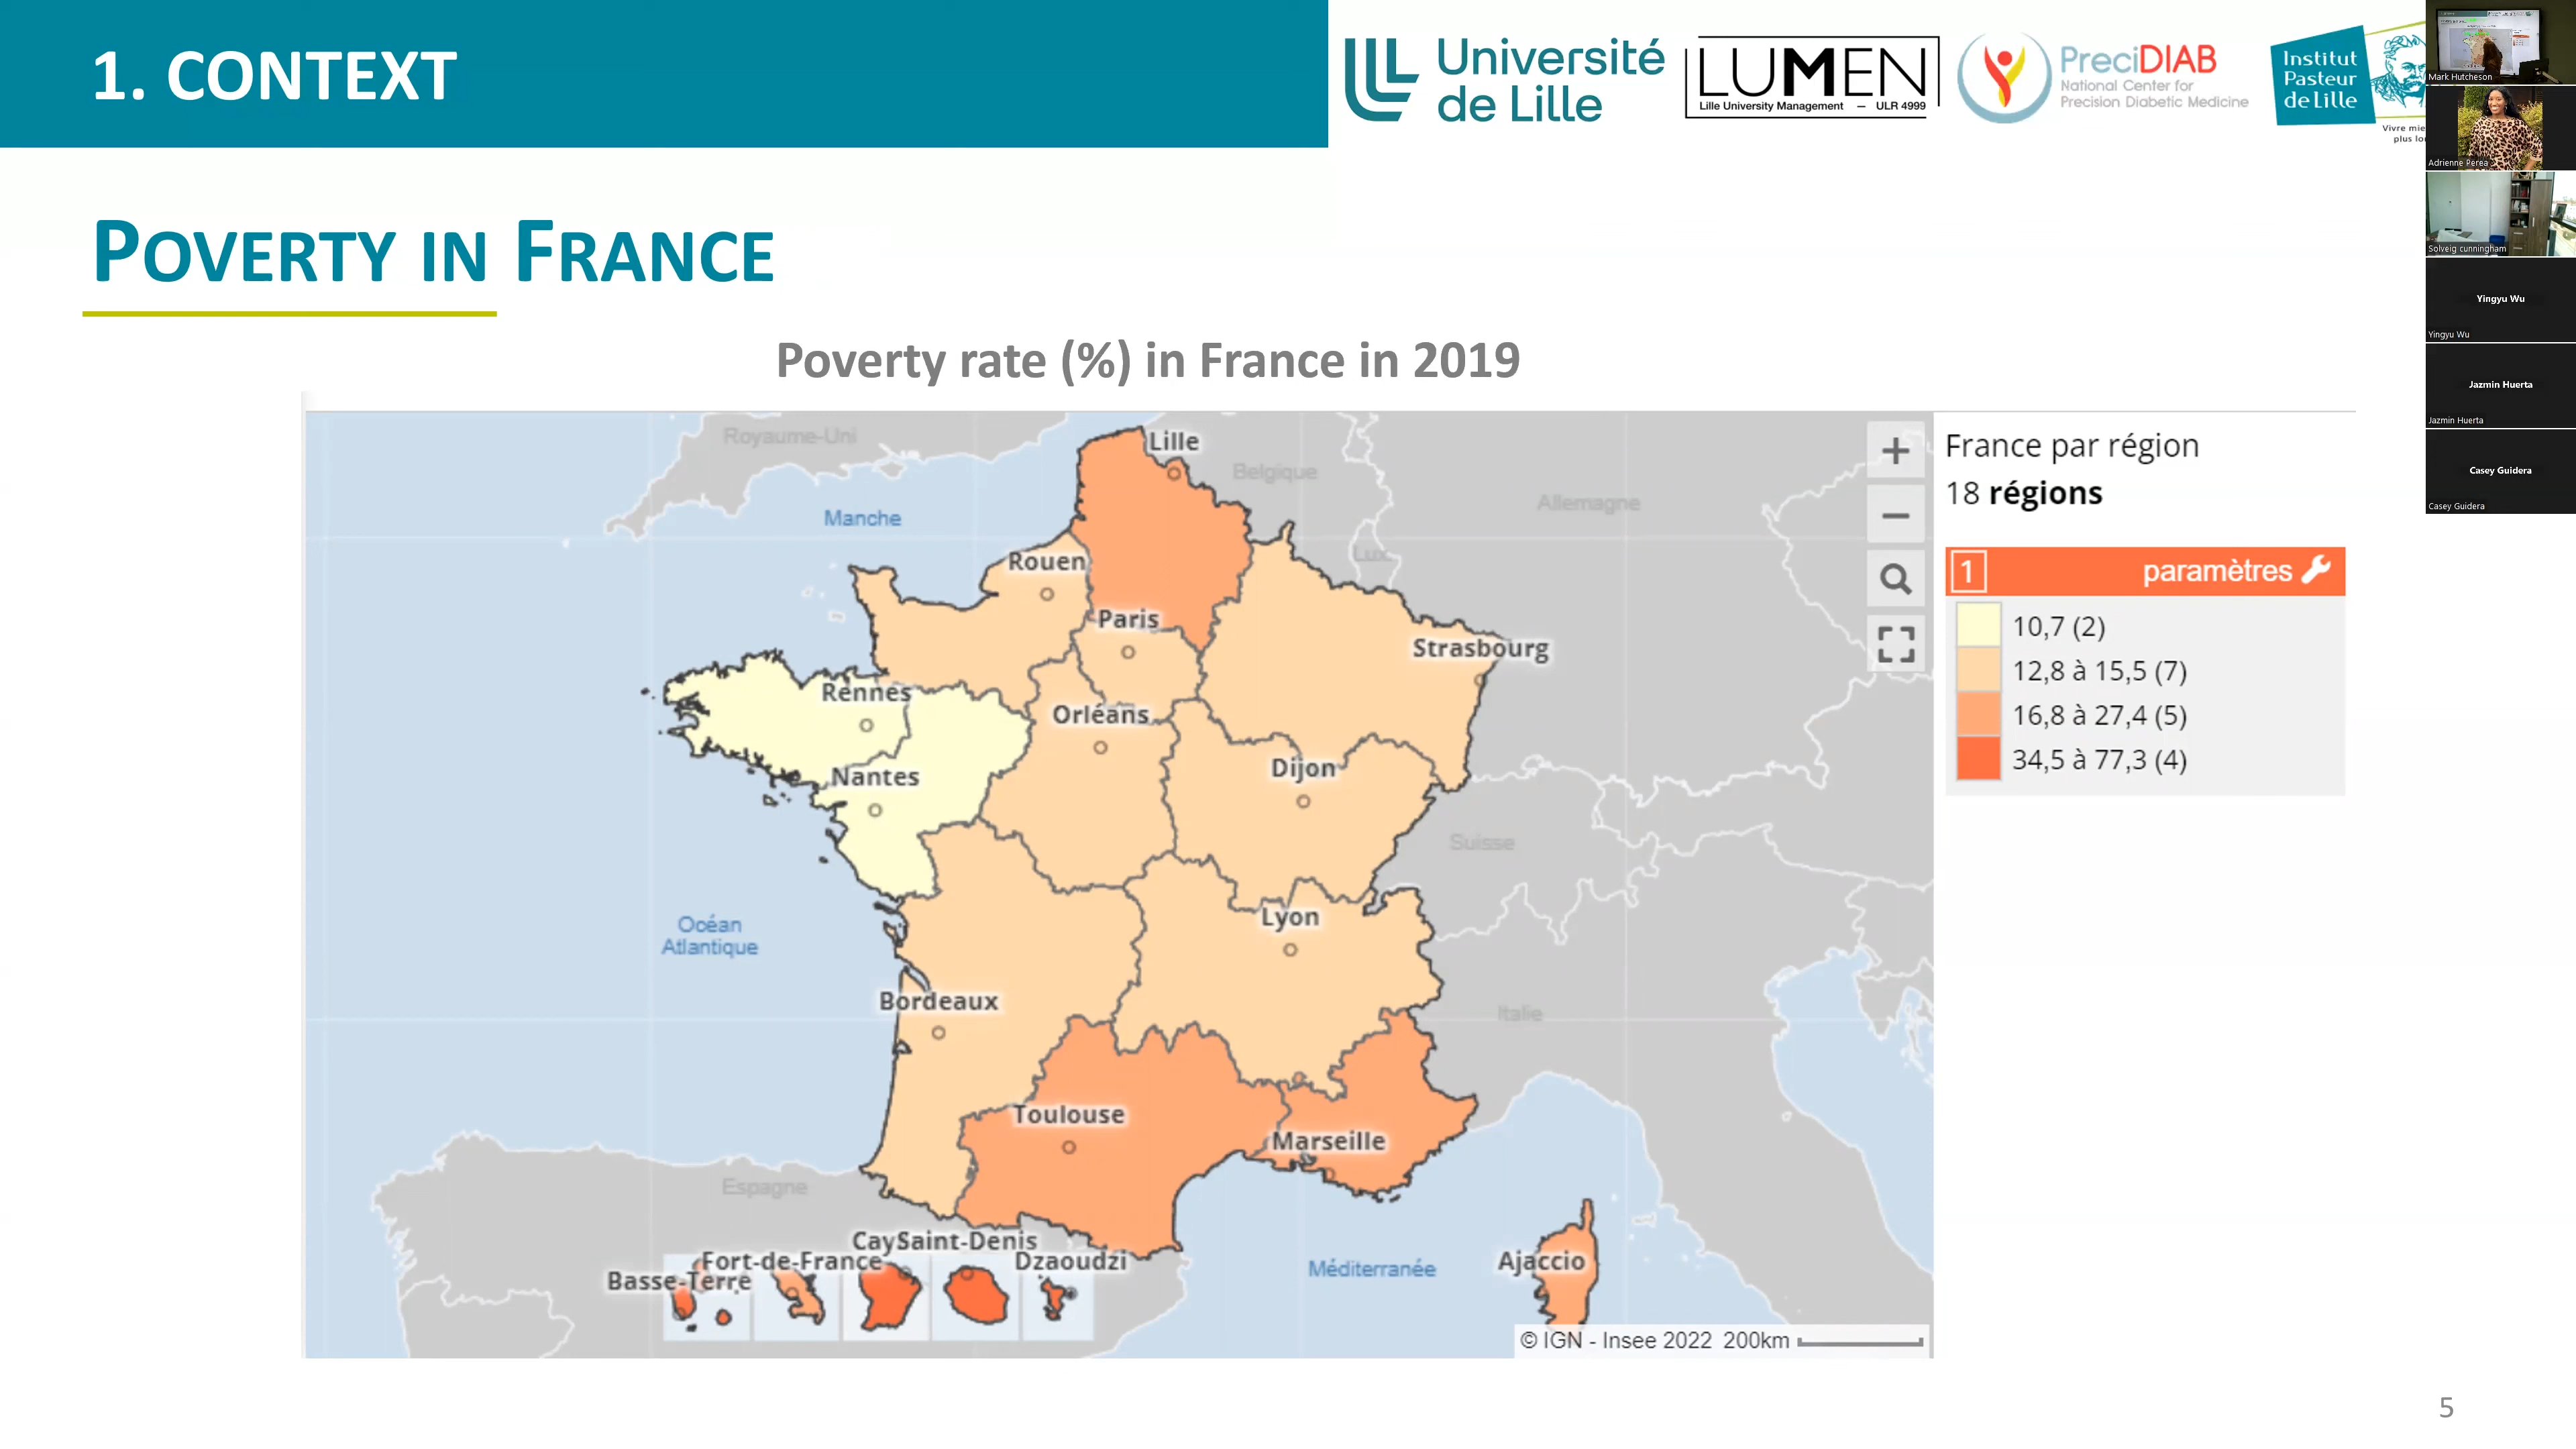 1. CONTEXT
Université
de Lille
LUMEN
Lille University Management — ULR 4999
PreciDIAB
National Center for
Precision Diabetic Medicine
Institut
Pasteur
de Lille
Vivre mie
plus lo
Mark Hutcheson
Adrienne Perea
Solveig cunningham
Yingyu Wu
Yingyu Wu
Jazmin Huerta
Jazmin Huerta
Casey Guidera
Casey Guidera
POVERTY IN FRANCE
Poverty rate (%) in France in 2019
Royaume-Uni
Lille
Belgique
Allemagne
Manche
Lux.
Rouen
Paris
Strasbourg
Rennes
Orléans
Nantes
Dijon
Suisse
Lyon
Océan
Atlantique
Bordeaux
Italie
Toulouse
Marseille
Espagne
CaySaint-Denis
Fort-de-France
Dzaoudzi
Basse-Terre
Méditerranée
Ajaccio
© IGN - Insee 2022 200km
+
−
France par région
18 régions
1 paramètres
10,7 (2)
12,8 à 15,5 (7)
16,8 à 27,4 (5)
34,5 à 77,3 (4)
5